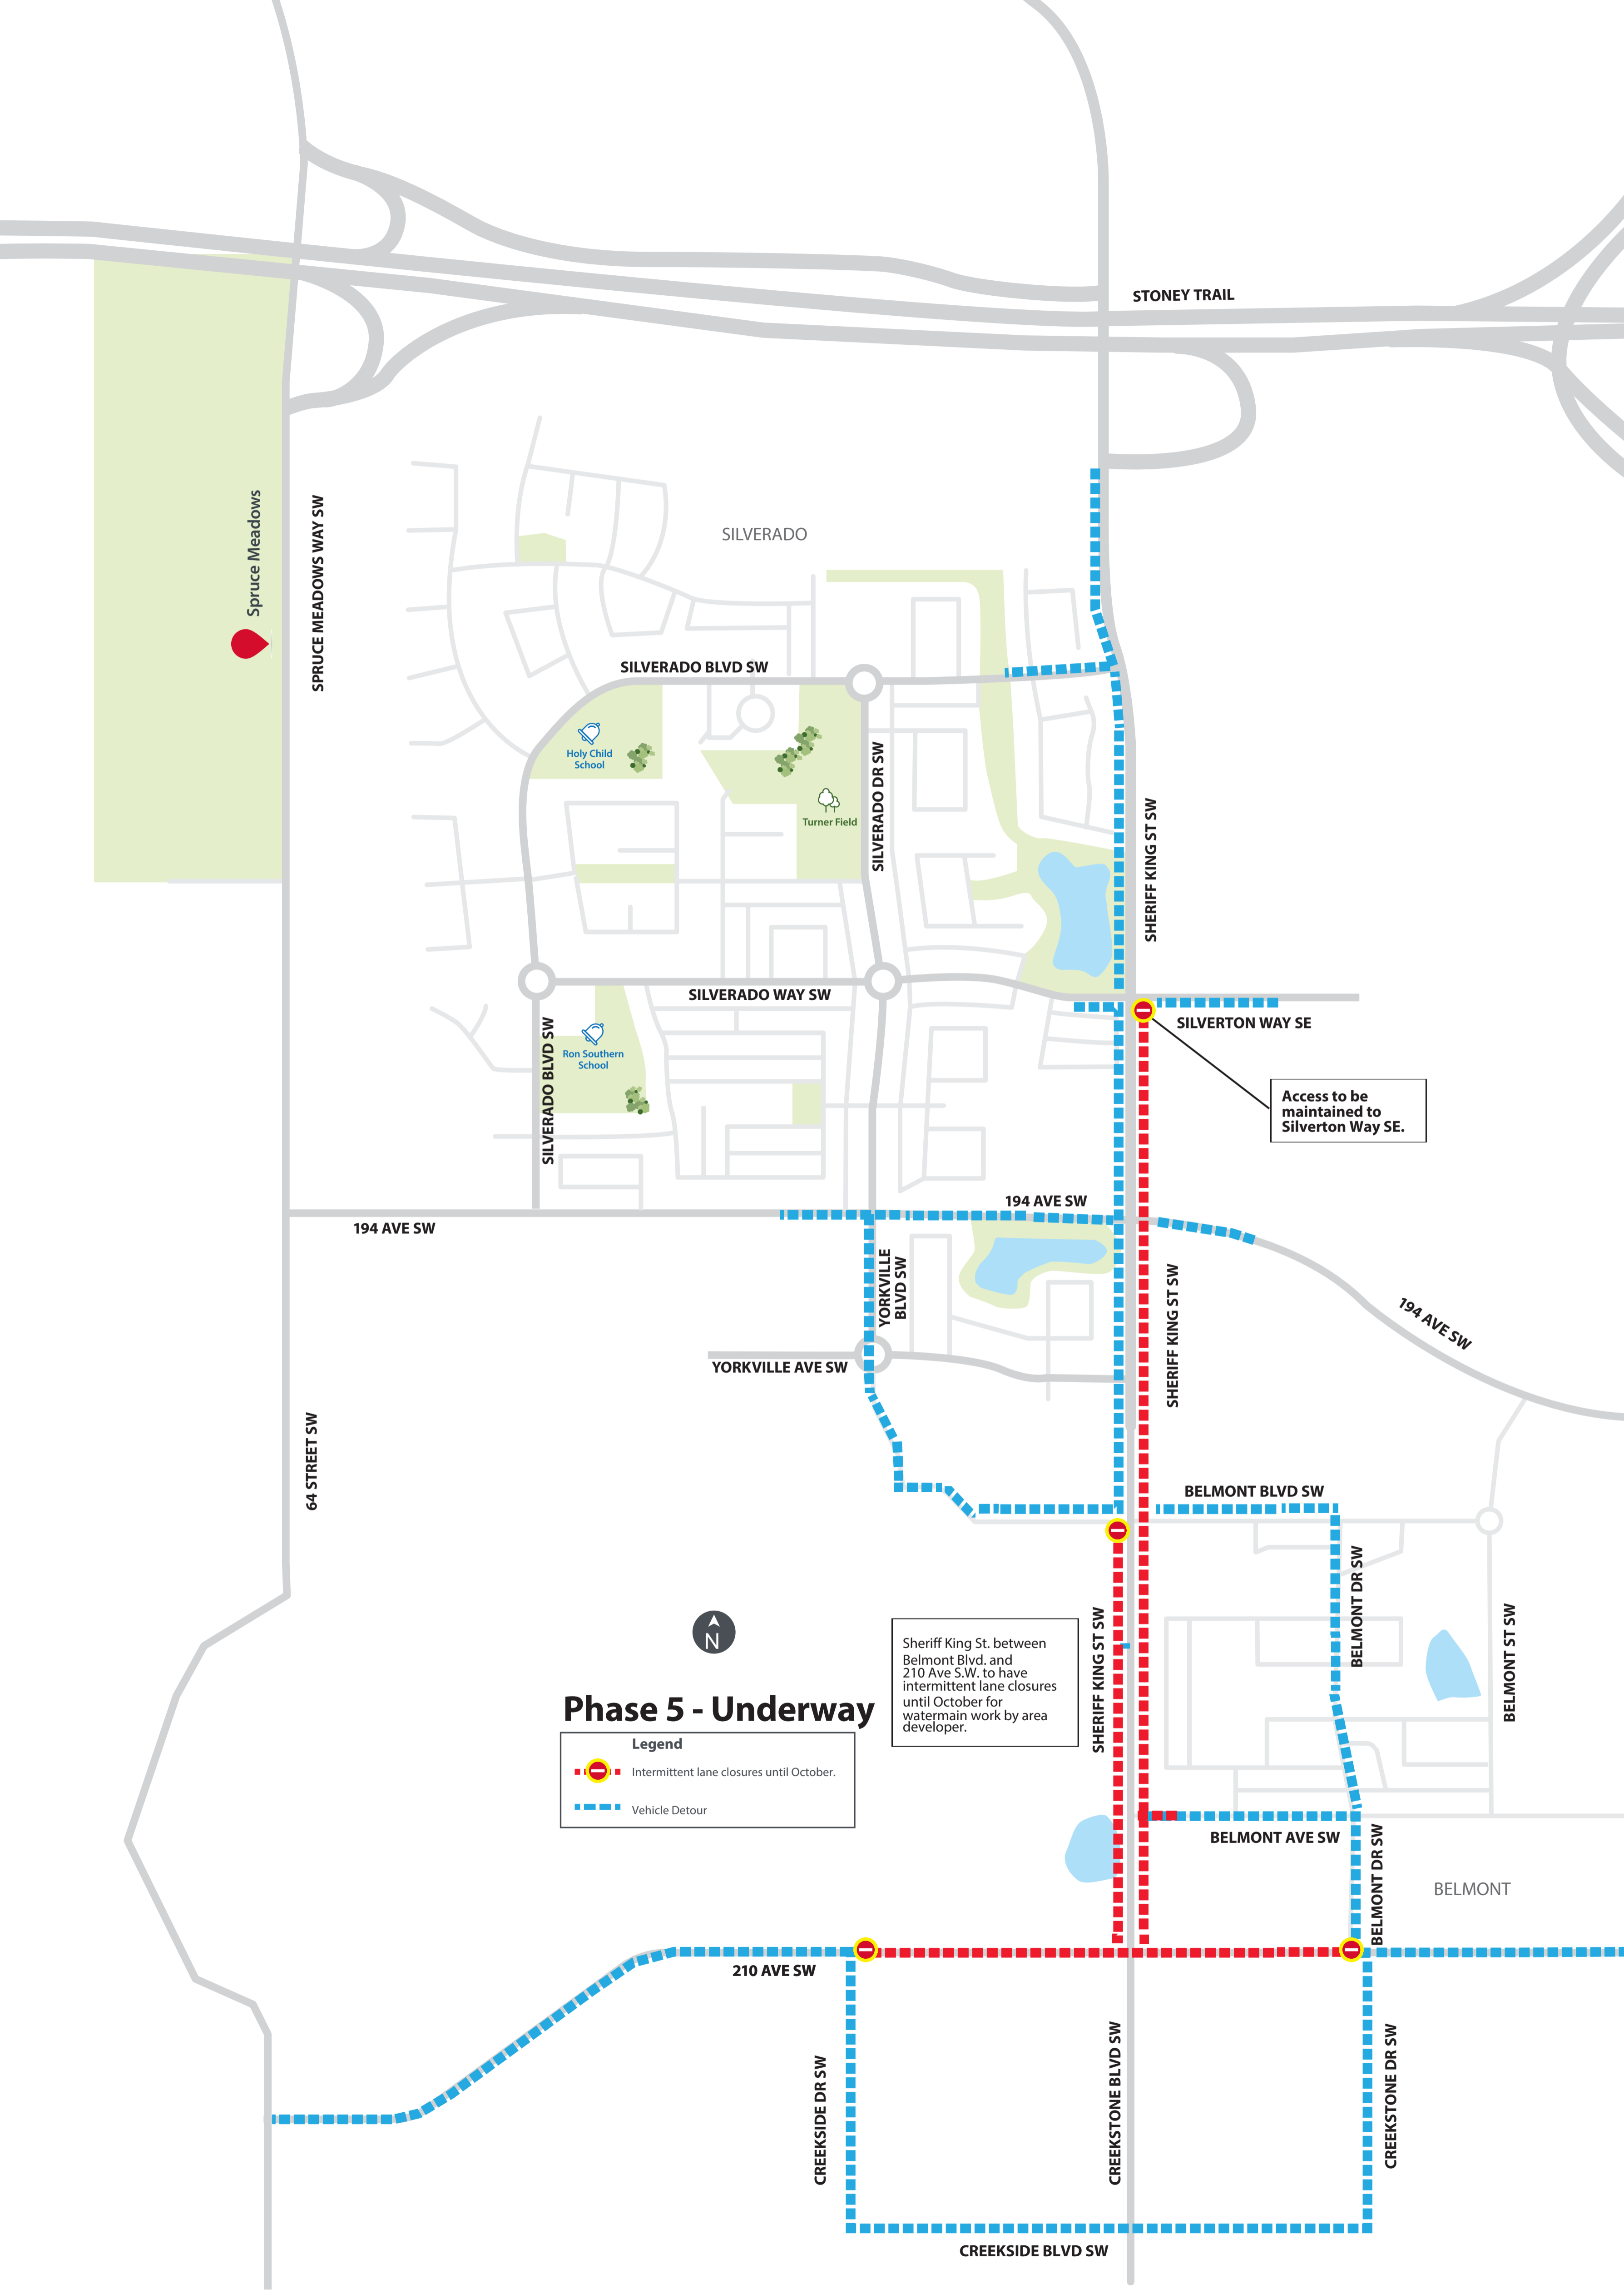 STONEY TRAIL
SILVERADO
Spruce Meadows
SPRUCE MEADOWS WAY SW
SILVERADO BLVD SW
Holy Child
School
Turner Field
SILVERADO DR SW
SHERIFF KING ST SW
SILVERADO WAY SW
SILVERTON WAY SE
Ron Southern
School
SILVERADO BLVD SW
Access to be
maintained to
Silverton Way SE.
194 AVE SW
194 AVE SW
YORKVILLE
BLVD SW
SHERIFF KING ST SW
194 AVE SW
YORKVILLE AVE SW
64 STREET SW
BELMONT BLVD SW
BELMONT DR SW
BELMONT ST SW
N
SHERIFF KING ST SW
Sheriff King St. between
Belmont Blvd. and
210 Ave S.W. to have
intermittent lane closures
until October for
watermain work by area
developer.
Phase 5 - Underway
Legend
Intermittent lane closures until October.
Vehicle Detour
BELMONT AVE SW
BELMONT DR SW
BELMONT
210 AVE SW
CREEKSIDE DR SW
CREEKSTONE BLVD SW
CREEKSTONE DR SW
CREEKSIDE BLVD SW